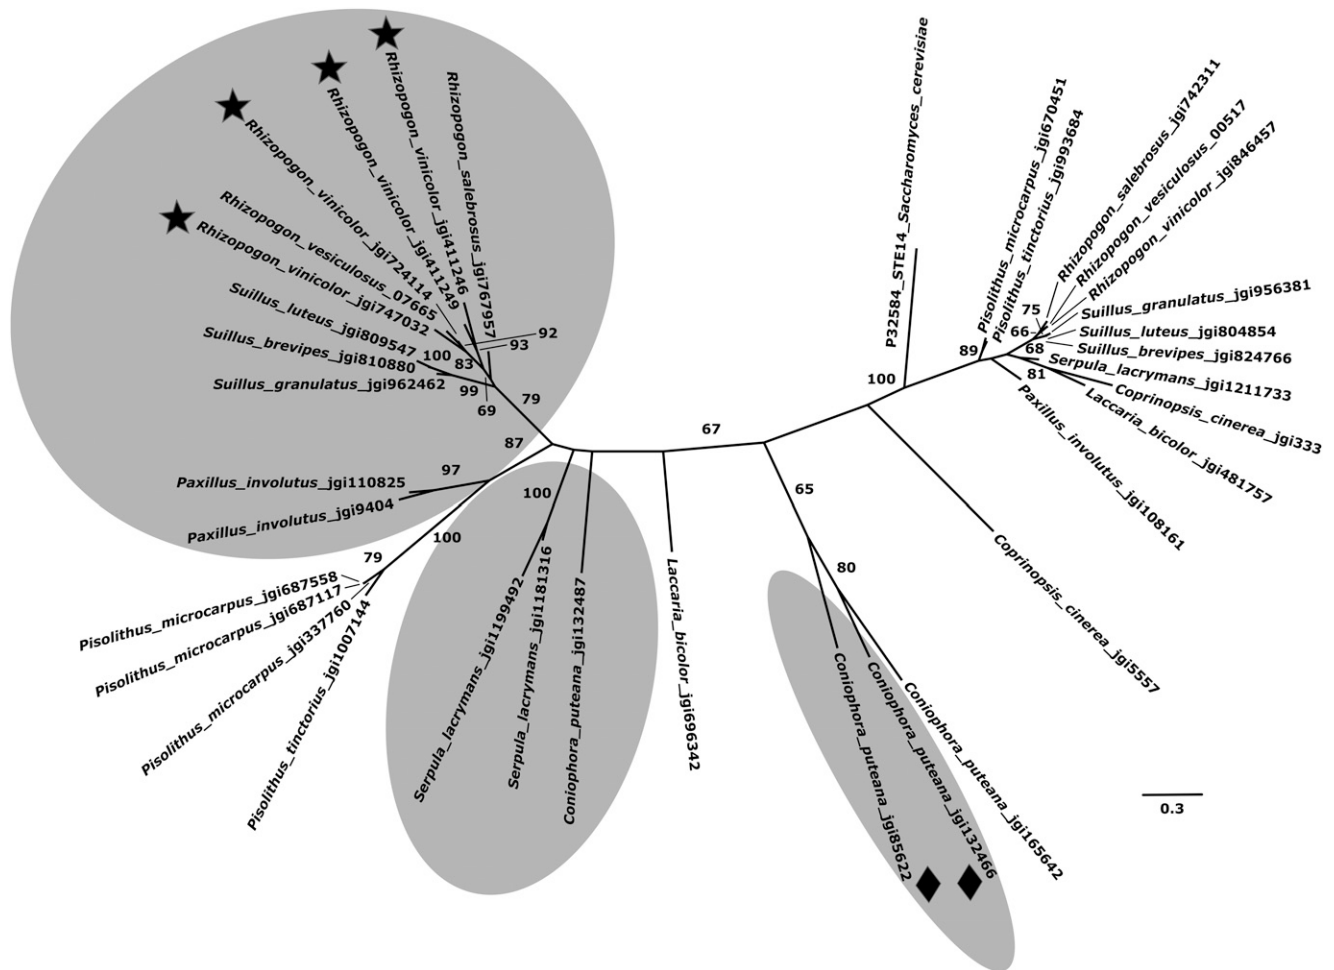 Rhizopogon_salebrosus_jgi767957
Rhizopogon_vinicolor_jgi411246
Rhizopogon_vinicolor_jgi411249
Rhizopogon_vinicolor_jgi724114
Rhizopogon_vesiculosus_07665
Rhizopogon_vinicolor_jgi747032
Suillus_luteus_jgi809547
Suillus_brevipes_jgi810880
Suillus_granulatus_jgi962462
100
83
92
93
99
69
79
87
97
Paxillus_involutus_jgi110825
Paxillus_involutus_jgi9404
100
79
Pisolithus_microcarpus_jgi687558
Pisolithus_microcarpus_jgi687117
Pisolithus_microcarpus_jgi337760
Pisolithus_tinctorius_jgi1007144
100
Serpula_lacrymans_jgi1199492
Serpula_lacrymans_jgi1181316
Coniophora_puteana_jgi132487
67
Laccaria_bicolor_jgi696342
65
80
Coniophora_puteana_jgi85622
Coniophora_puteana_jgi132466
Coniophora_puteana_jgi165642
Coprinopsis_cinerea_jgi5557
100
P32584_STE14_Saccharomyces_cerevisiae
89
Pisolithus_microcarpus_jgi670451
Pisolithus_tinctorius_jgi993684
75
66
68
81
Rhizopogon_salebrosus_jgi742311
Rhizopogon_vesiculosus_00517
Rhizopogon_vinicolor_jgi846457
Suillus_granulatus_jgi956381
Suillus_luteus_jgi804854
Suillus_brevipes_jgi824766
Serpula_lacrymans_jgi1211733
Coprinopsis_cinerea_jgi333
Laccaria_bicolor_jgi481757
Paxillus_involutus_jgi108161
0.3